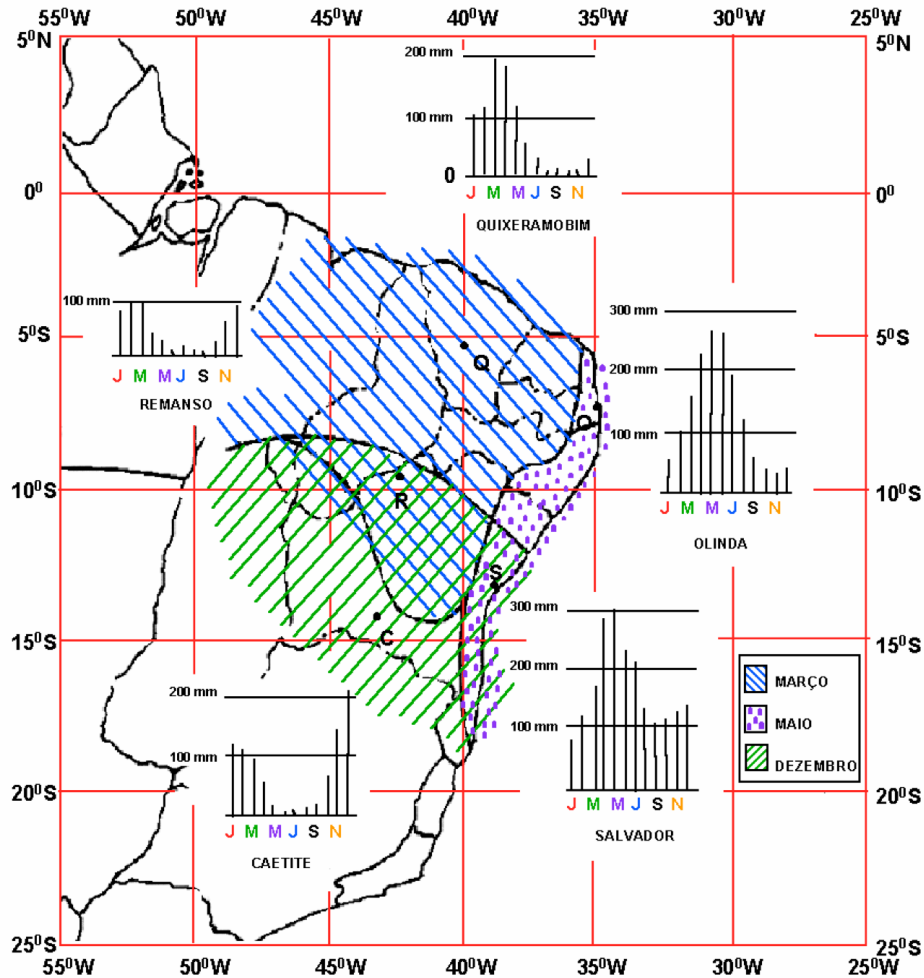 55⁰W 50⁰W 45⁰W 40⁰W 35⁰W 30⁰W 25⁰W
5⁰N 5⁰N
200 mm
100 mm
0
J M M J S N
QUIXERAMOBIM
0⁰ 0⁰
100 mm
J M M J S N
REMANSO
300 mm
200 mm
100 mm
J M M J S N
OLINDA
5⁰S 5⁰S
Q
O
10⁰S 10⁰S
R
S
C
15⁰S 15⁰S
300 mm
200 mm
100 mm
J M M J S N
SALVADOR
MARÇO
MAIO
DEZEMBRO
200 mm
100 mm
J M M J S N
CAETITE
20⁰S 20⁰S
25⁰S 25⁰S
55⁰W 50⁰W 45⁰W 40⁰W 35⁰W 30⁰W 25⁰W